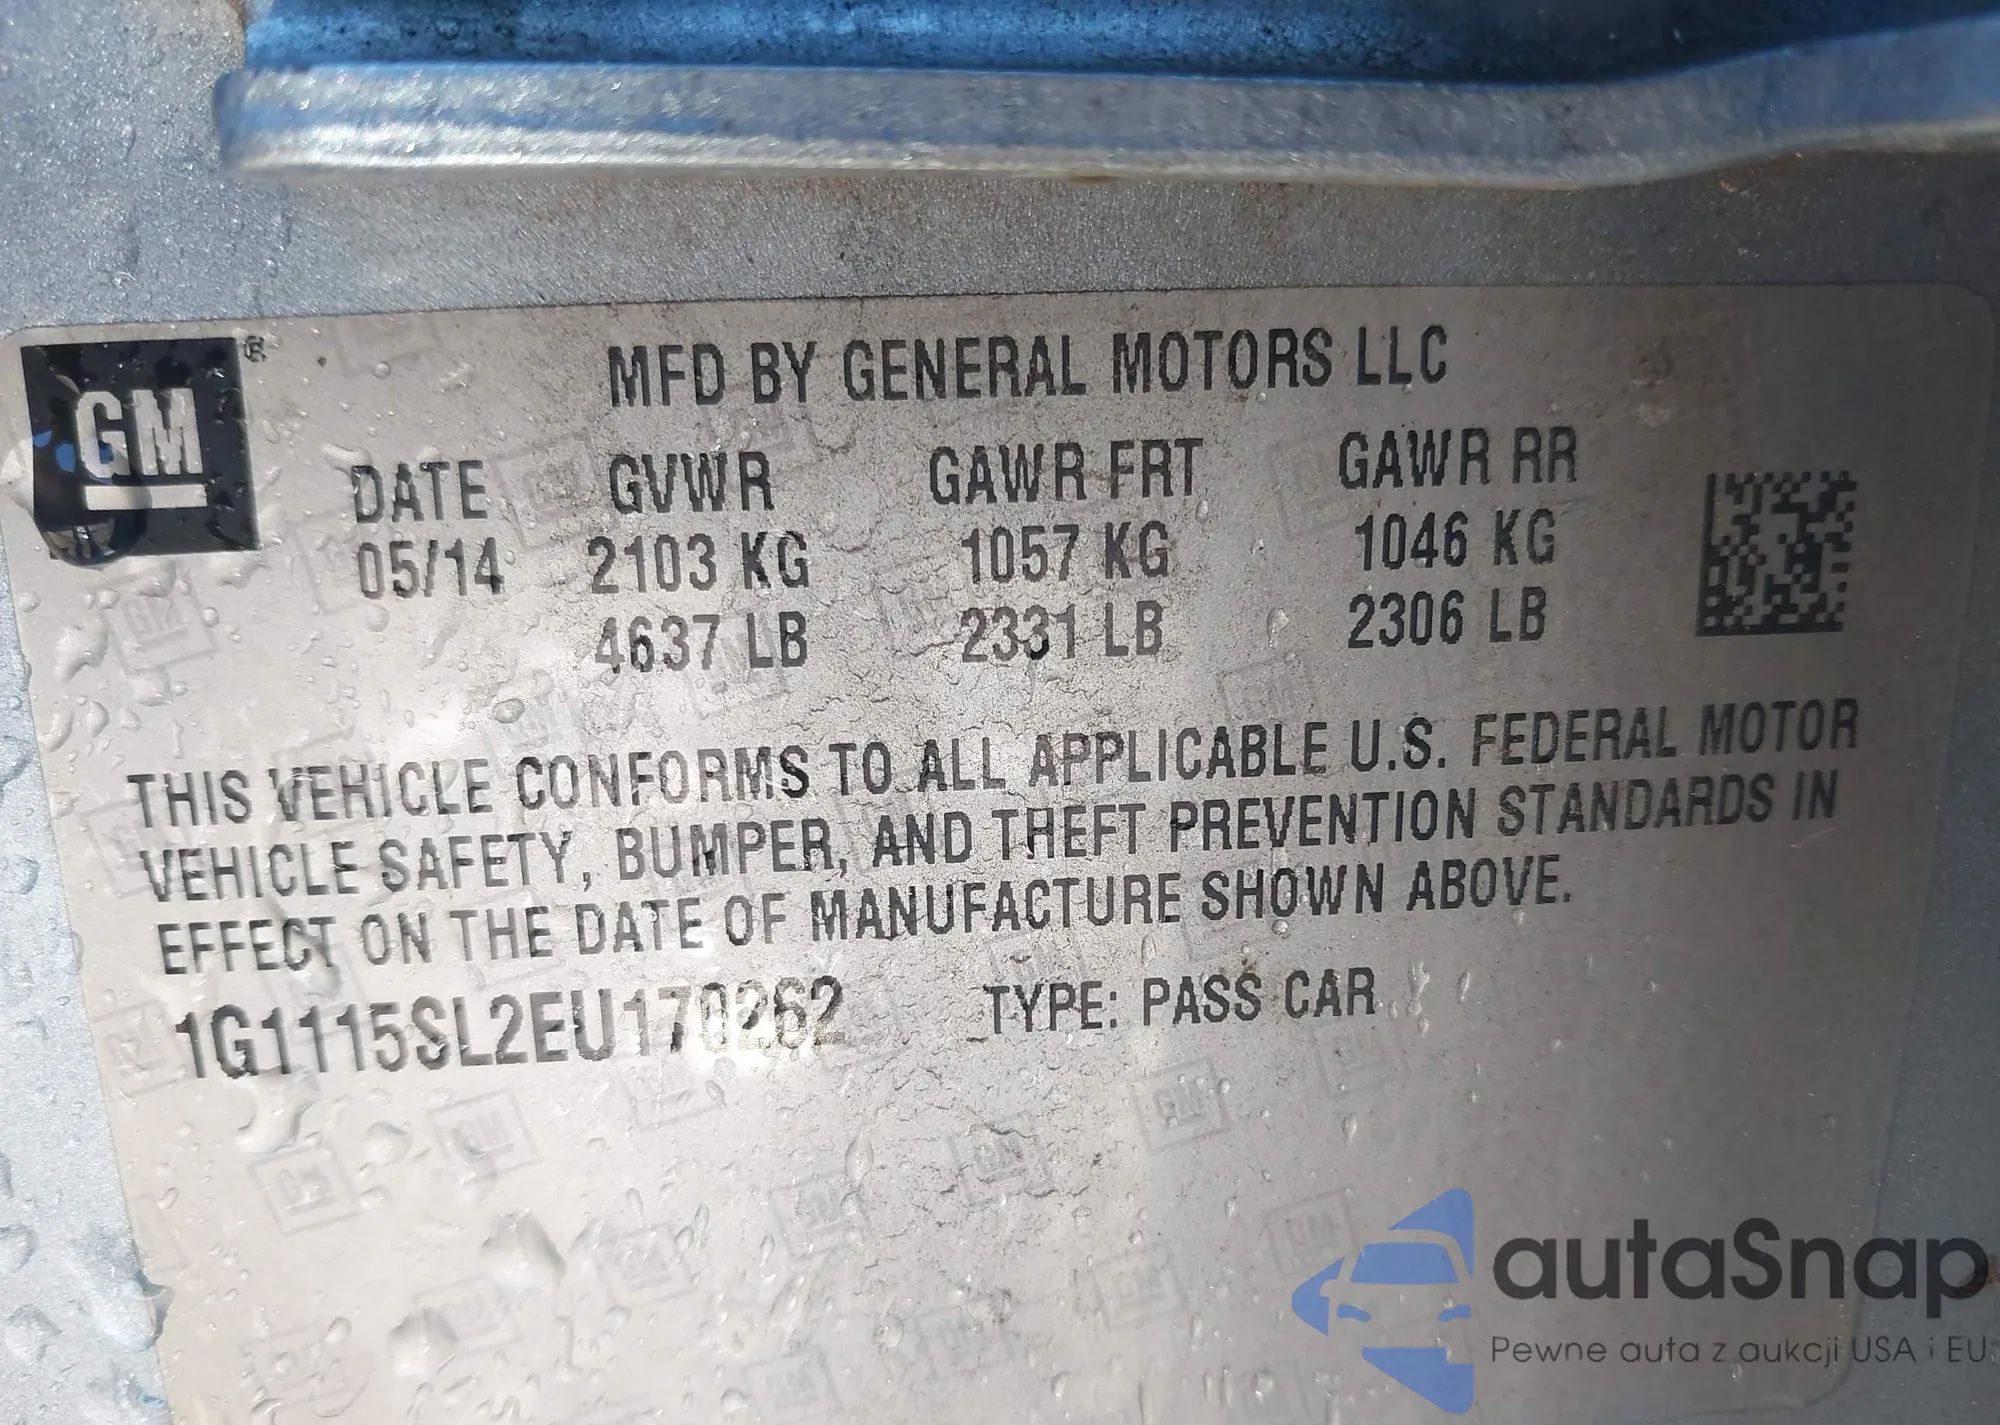 GM ®
MFD BY GENERAL MOTORS LLC
DATE GVWR GAWR FRT GAWR RR
05/14 2103 KG 1057 KG 1046 KG
4637 LB 2331 LB 2306 LB
THIS VEHICLE CONFORMS TO ALL APPLICABLE U.S. FEDERAL MOTOR
VEHICLE SAFETY, BUMPER, AND THEFT PREVENTION STANDARDS IN
EFFECT ON THE DATE OF MANUFACTURE SHOWN ABOVE.
1G1115SL2EU170262 TYPE: PASS CAR
autaSnap
Pewne auta z aukcji USA i EU